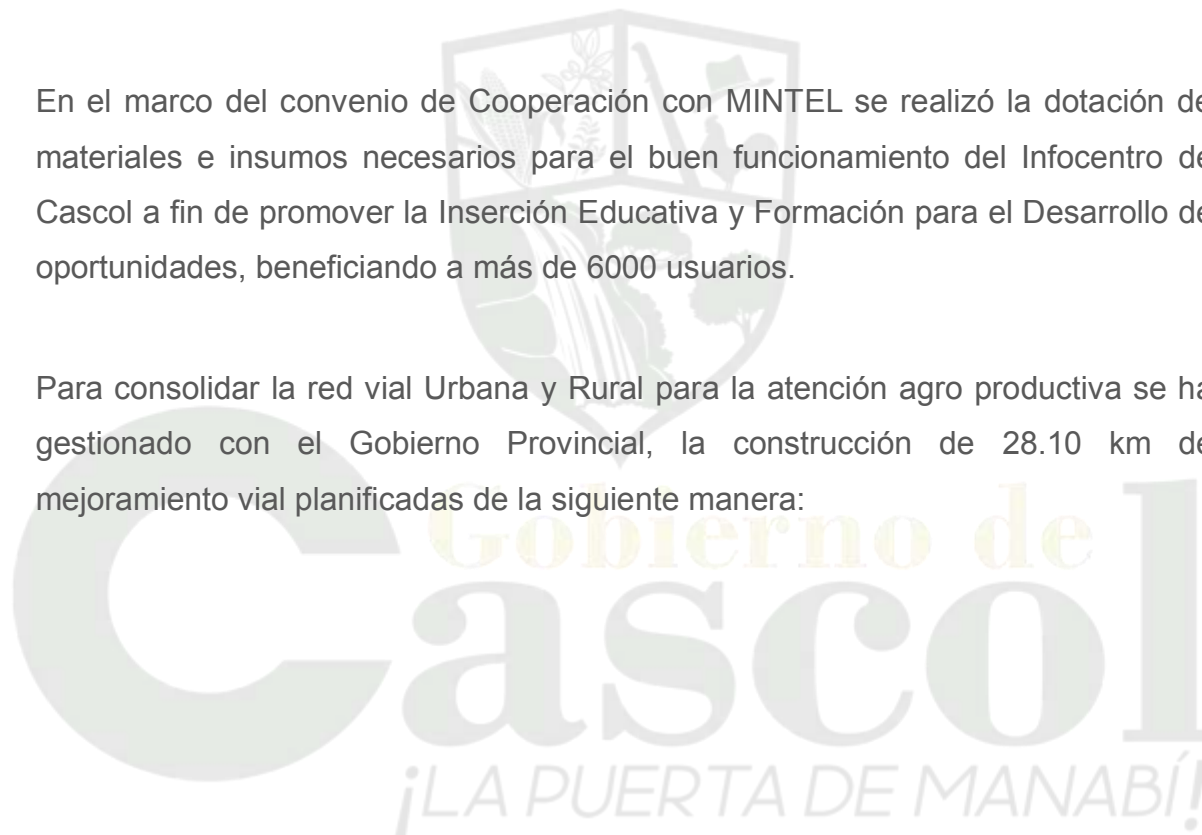 En el marco del convenio de Cooperación con MINTEL se realizó la dotación de
materiales e insumos necesarios para el buen funcionamiento del Infocentro de
Cascol a fin de promover la Inserción Educativa y Formación para el Desarrollo de
oportunidades, beneficiando a más de 6000 usuarios.
Para consolidar la red vial Urbana y Rural para la atención agro productiva se ha
gestionado con el Gobierno Provincial, la construcción de 28.10 km de
mejoramiento vial planificadas de la siguiente manera:
Gobierno de
Cascol
¡LA PUERTA DE MANABÍ!